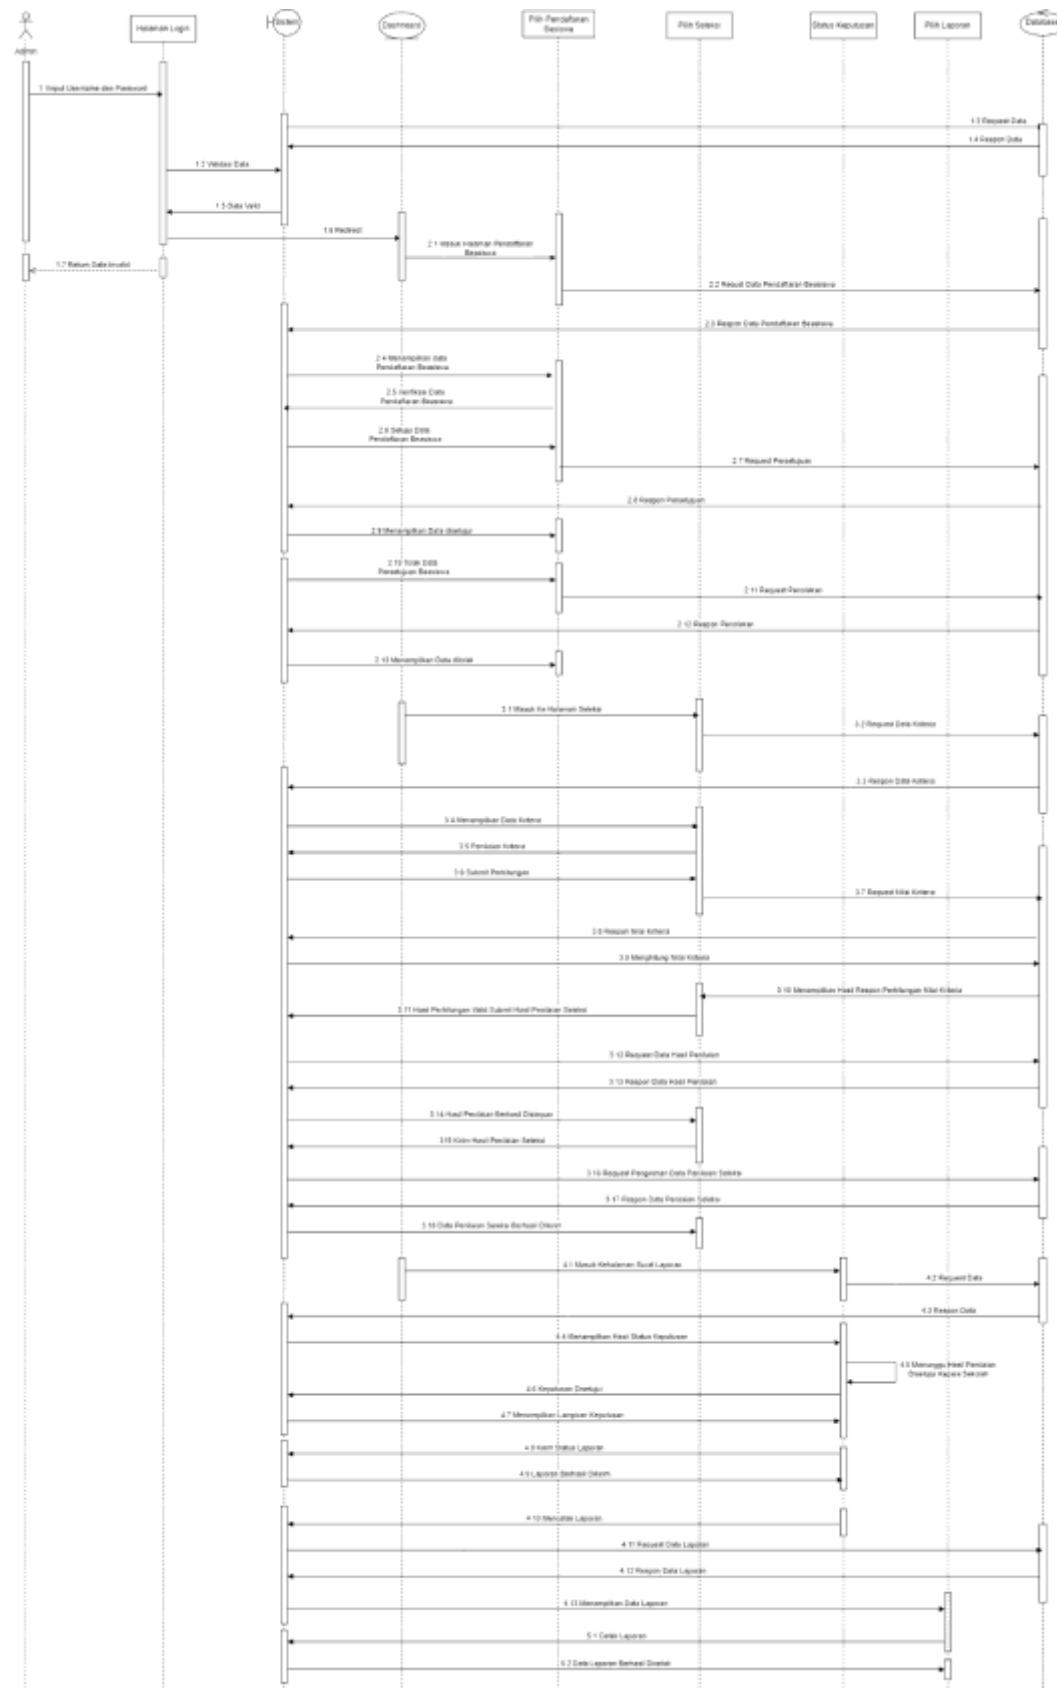 Admin
Halaman Login
Sistem
Dashboard
Pilih Pendaftaran
Beasiswa
Pilih Seleksi
Status Keputusan
Pilih Laporan
Database
1 Input Username dan Password
1.3 Request Data
1.4 Respon Data
1.2 Validasi Data
1.5 Data Valid
1.6 Redirect
2.1 Masuk Halaman Pendaftaran
Beasiswa
1.7 Return Data Invalid
2.2 Request Data Pendaftaran Beasiswa
2.3 Respon Data Pendaftaran Beasiswa
2.4 Menampilkan data
Pendaftaran Beasiswa
2.5 Verifikasi Data
Pendaftaran Beasiswa
2.6 Setujui Data
Pendaftaran Beasiswa
2.7 Request Persetujuan
2.8 Respon Persetujuan
2.9 Menampilkan Data disetujui
2.10 Tolak Data
Persetujuan Beasiswa
2.11 Request Penolakan
2.12 Respon Penolakan
2.13 Menampilkan Data ditolak
3.1 Masuk Ke Halaman Seleksi
3.2 Request Data Kriteria
3.3 Respon Data Kriteria
3.4 Menampilkan Data Kriteria
3.5 Penilaian Kriteria
3.6 Submit Perhitungan
3.7 Request Nilai Kriteria
3.8 Respon Nilai Kriteria
3.9 Menghitung Nilai Kriteria
3.10 Menampilkan Hasil Respon Perhitungan Nilai Kriteria
3.11 Hasil Perhitungan Valid Submit Hasil Penilaian Seleksi
3.12 Request Data Hasil Penilaian
3.13 Respon Data Hasil Penilaian
3.14 Hasil Penilaian Berhasil Disimpan
3.15 Kirim Hasil Penilaian Seleksi
3.16 Request Pengiriman Data Penilaian Seleksi
3.17 Respon Data Penilaian Seleksi
3.18 Data Penilaian Seleksi Berhasil Dikirim
4.1 Masuk Kehalaman Laporan
4.2 Request Data
4.3 Respon Data
4.4 Menampilkan Hasil Status Keputusan
4.5 Menunggu Hasil Penilaian
Disetujui Kepala Sekolah
4.6 Keputusan Disetujui
4.7 Menampilkan Lampiran Keputusan
4.8 Kirim Status Laporan
4.9 Laporan Berhasil Dikirim
4.10 Mencetak Laporan
4.11 Request Data Laporan
4.12 Respon Data Laporan
4.13 Menampilkan Data Laporan
5.1 Cetak Laporan
5.2 Data Laporan Berhasil Dicetak